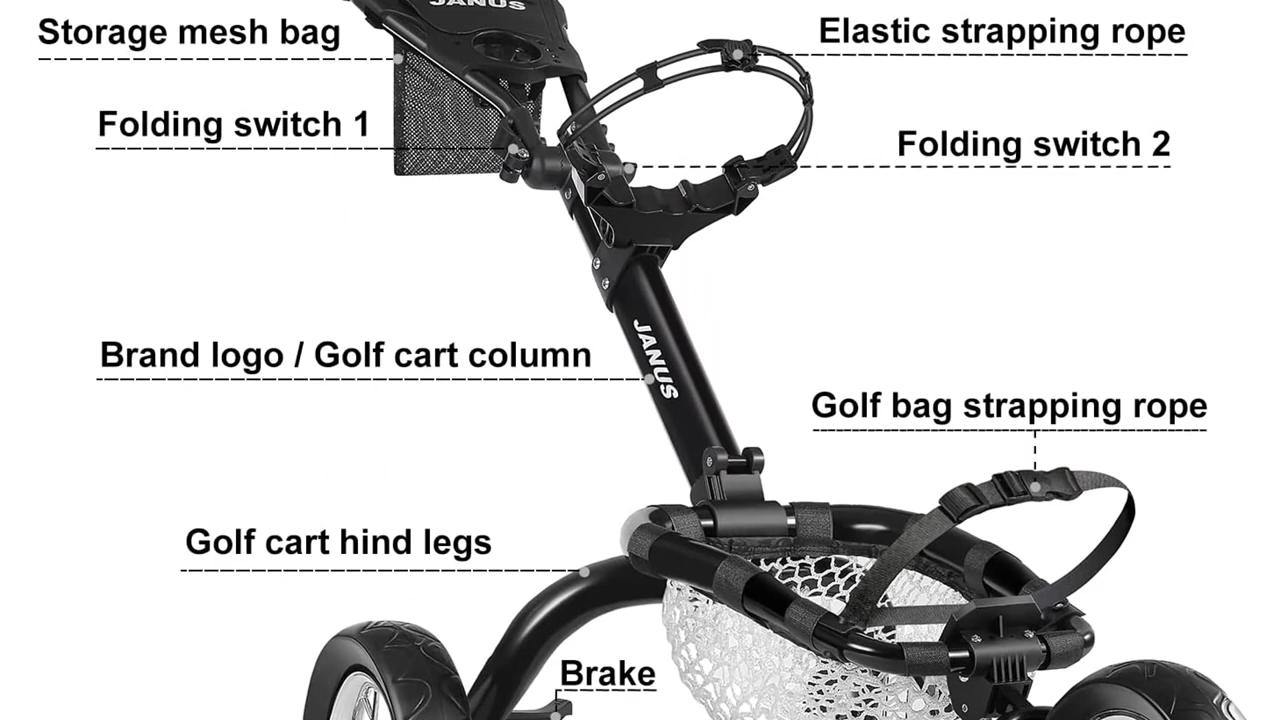 JANUS
Storage mesh bag
Elastic strapping rope
Folding switch 1
Folding switch 2
Brand logo / Golf cart column
JANUS
Golf bag strapping rope
Golf cart hind legs
Brake